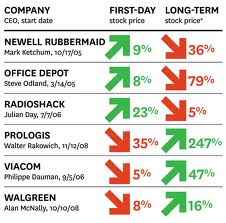 COMPANY FIRST-DAY LONG-TERM
CEO, start date stock price stock price*
NEWELL RUBBERMAID
Mark Ketchum, 10/17/05 9% 36%
OFFICE DEPOT
Steve Odland, 3/14/05 8% 79%
RADIOSHACK
Julian Day, 7/7/06 23% 5%
PROLOGIS
Walter Rakowich, 11/12/08 35% 247%
VIACOM
Philippe Dauman, 9/5/06 5% 47%
WALGREEN
Alan McNally, 10/10/08 8% 16%